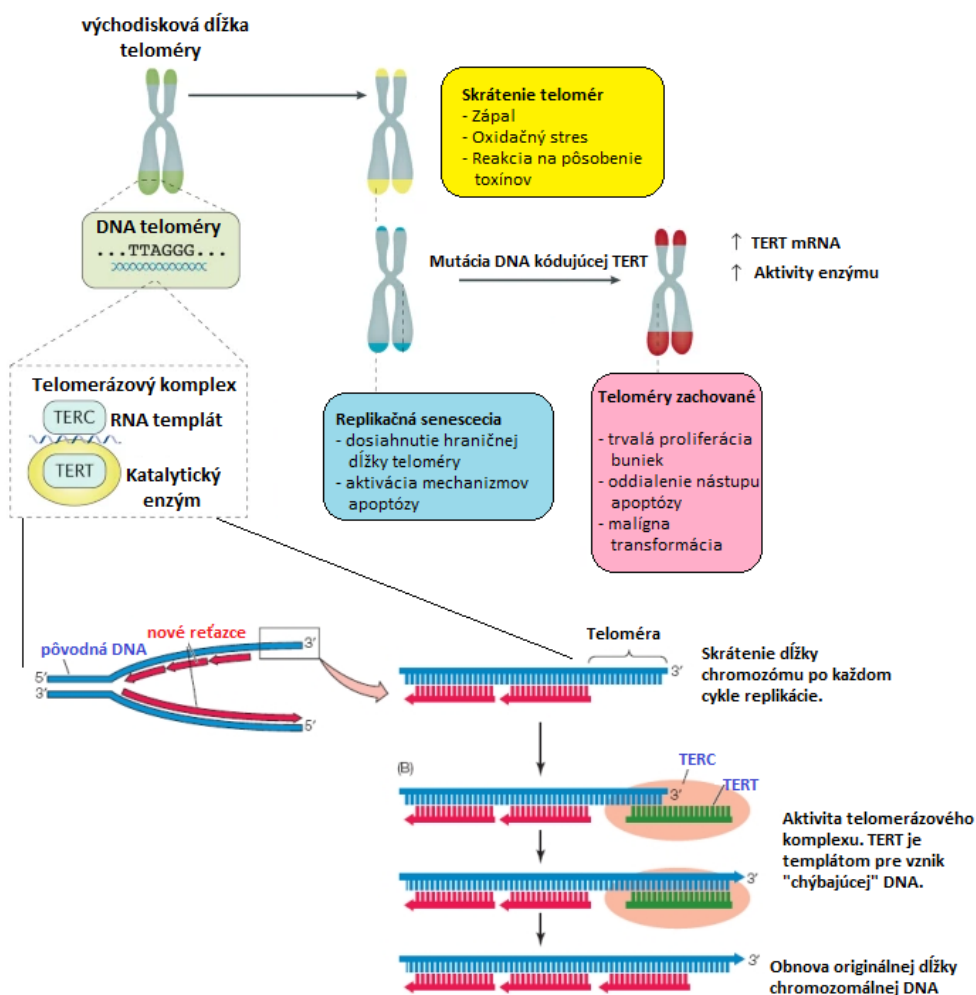 východisková dĺžka
teloméry
Skrátenie telomér
- Zápal
- Oxidačný stres
- Reakcia na pôsobenie
toxínov
DNA teloméry
...TTAGGG...
Mutácia DNA kódujúcej TERT
↑ TERT mRNA
↑ Aktivity enzýmu
Telomerázový komplex
TERC
RNA templát
TERT
Katalytický
enzým
Replikačná senescecia
- dosiahnutie hraničnej
dĺžky teloméry
- aktivácia mechanizmov
apoptózy
Teloméry zachované
- trvalá proliferácia
buniek
- oddialenie nástupu
apoptózy
- malígna
transformácia
pôvodná DNA
nové reťazce
3'
5'
3'
5'
Teloméra
3'
Skrátenie dĺžky
chromozómu po každom
cykle replikácie.
(B)
TERC
TERT
3'
Aktivita telomerázového
komplexu. TERT je
templátom pre vznik
"chýbajúcej" DNA.
3'
3'
Obnova originálnej dĺžky
chromozomálnej DNA